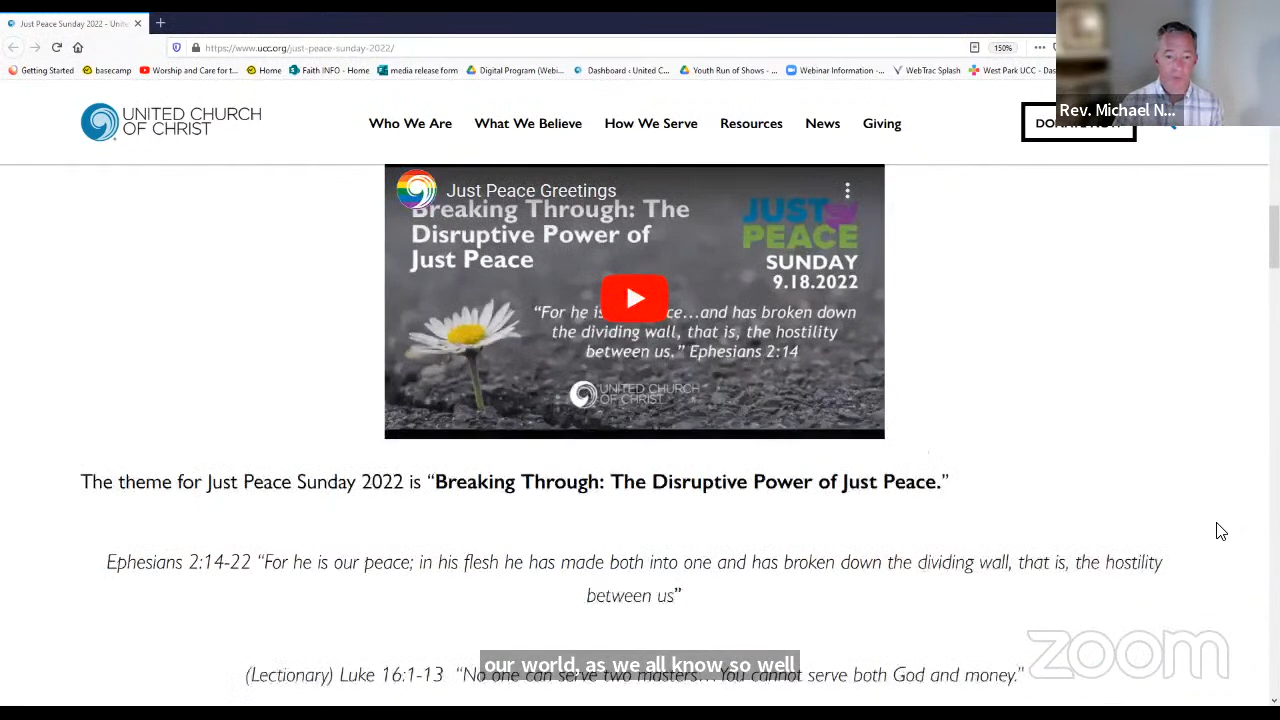 Just Peace Sunday 2022 - Unite
https://www.ucc.org/just-peace-sunday-2022/
150%
Getting Started
basecamp
Worship and Care for t...
Home
Faith INFO - Home
media release form
Digital Program (Webi...
Dashboard ‹ United C...
Youth Run of Shows - ...
Webinar Information -...
WebTrac Splash
West Park UCC - Das
Rev. Michael N...
UNITED CHURCH
OF CHRIST
Who We Are
What We Believe
How We Serve
Resources
News
Giving
Just Peace Greetings
Breaking Through: The
Disruptive Power of
Just Peace
JUST
PEACE
SUNDAY
9.18.2022
“For he is ...and has broken down
the dividing wall, that is, the hostility
between us.” Ephesians 2:14
UNITED CHURCH
OF CHRIST
The theme for Just Peace Sunday 2022 is “Breaking Through: The Disruptive Power of Just Peace.”
Ephesians 2:14-22 “For he is our peace; in his flesh he has made both into one and has broken down the dividing wall, that is, the hostility
between us”
our world, as we all know so well
(Lectionary) Luke 16:1-13 “No one can serve two masters...You cannot serve both God and money.”
zoom